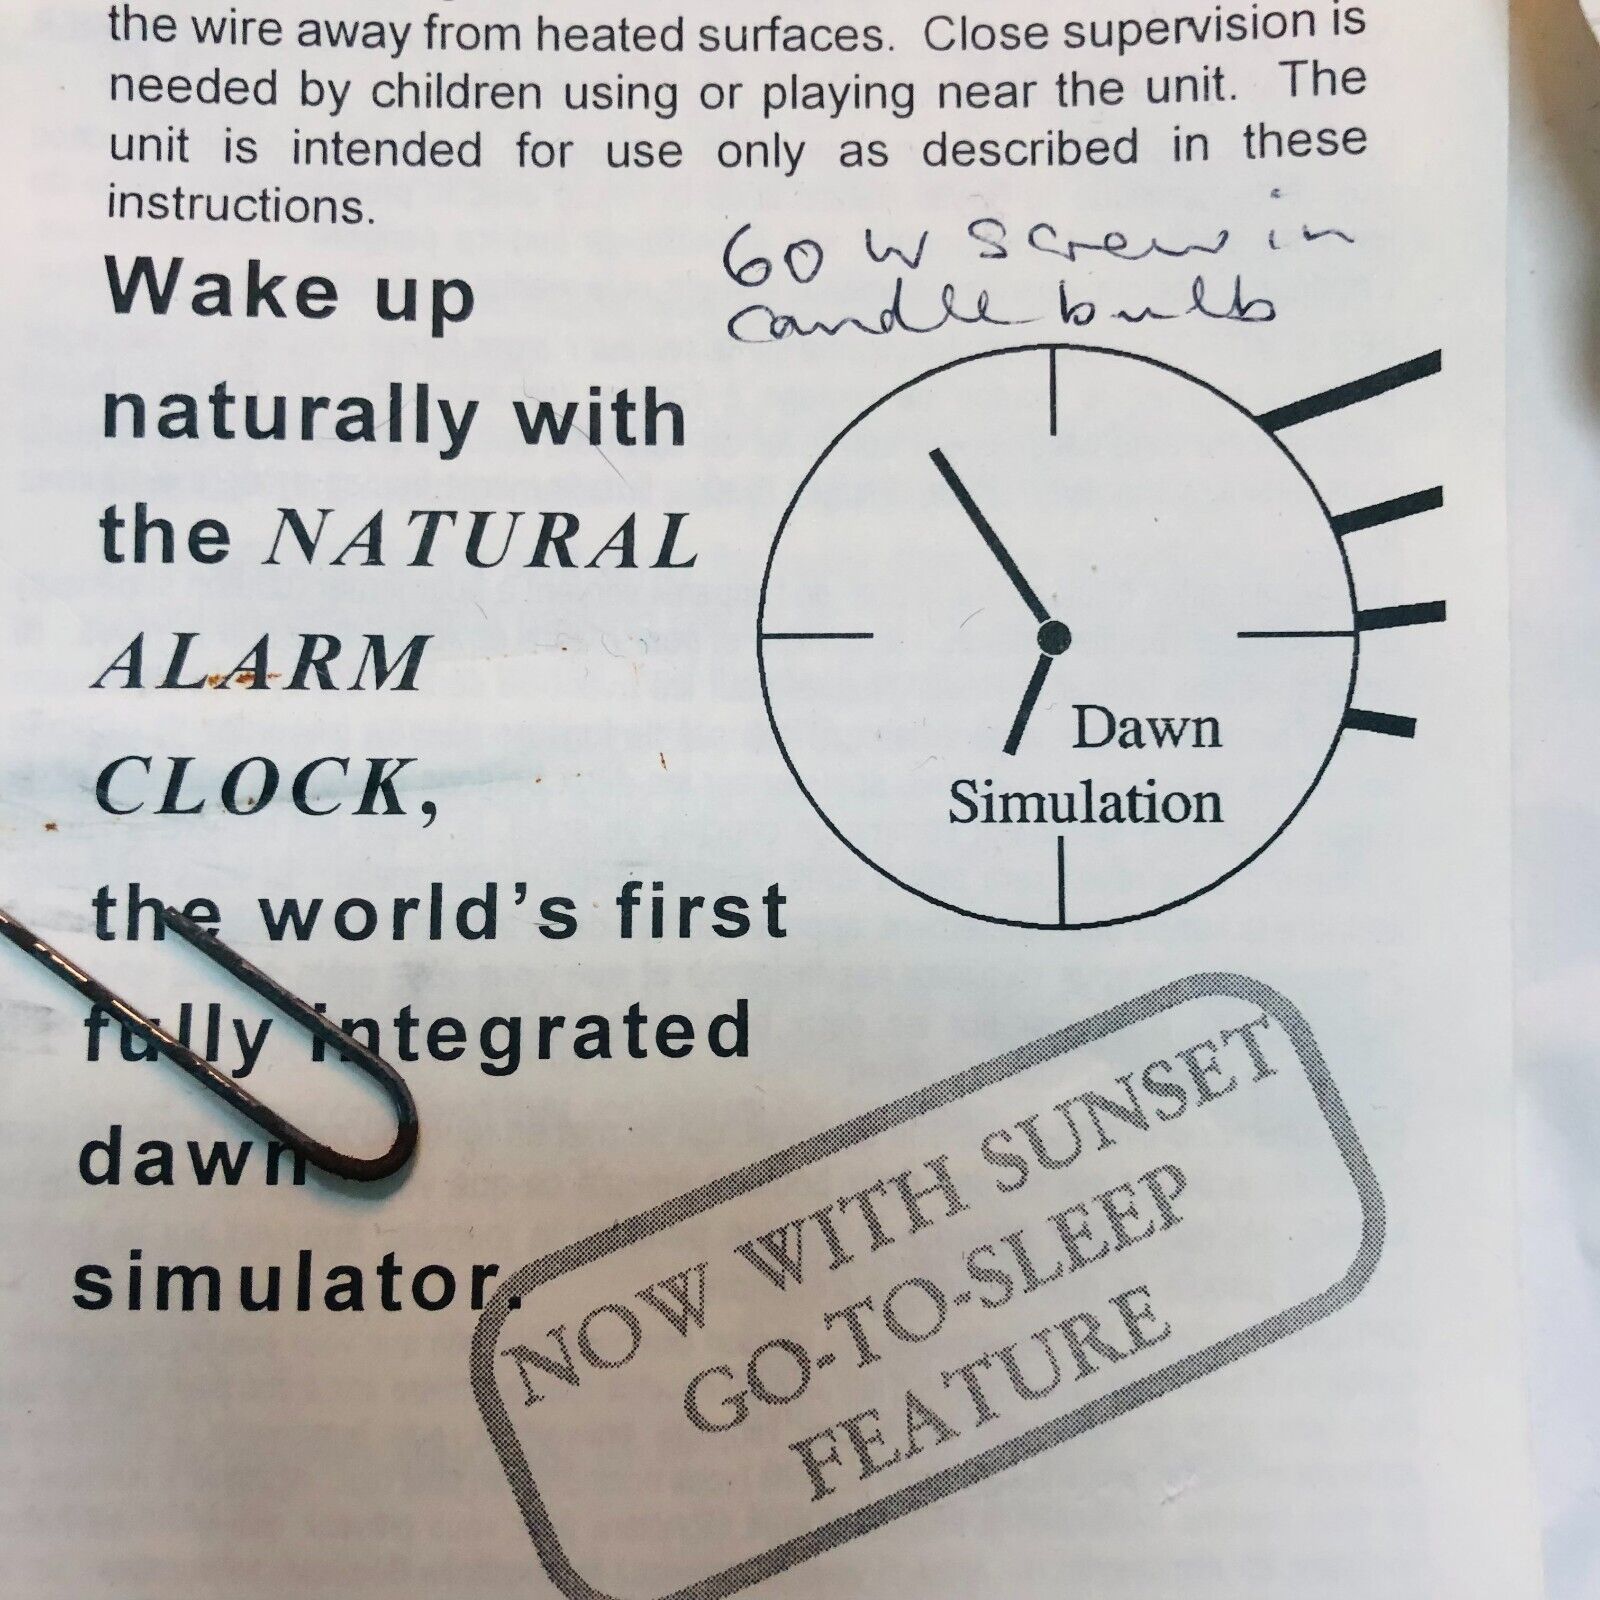 the wire away from heated surfaces. Close supervision is
needed by children using or playing near the unit. The
unit is intended for use only as described in these
instructions.
60 W screw in
candle bulb
Wake up
naturally with
the NATURAL
ALARM
CLOCK,
the world's first
fully integrated
dawn
simulator.
Dawn
Simulation
NOW WITH SUNSET
GO-TO-SLEEP
FEATURE